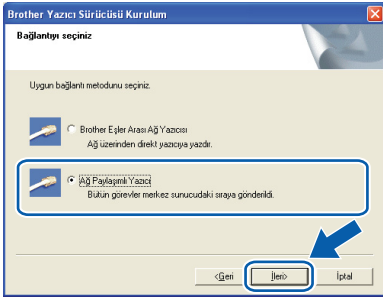 Brother Yazıcı Sürücüsü Kurulum
Bağlantıyı seçiniz
Uygun bağlantı metodunu seçiniz.
Brother Eşler Arası Ağ Yazıcısı
Ağ üzerinden direkt yazıcıya yazdır.
Ağ Paylaşımlı Yazıcı
Bütün görevler merkez sunucudaki sıraya gönderildi.
<Geri İleri> İptal